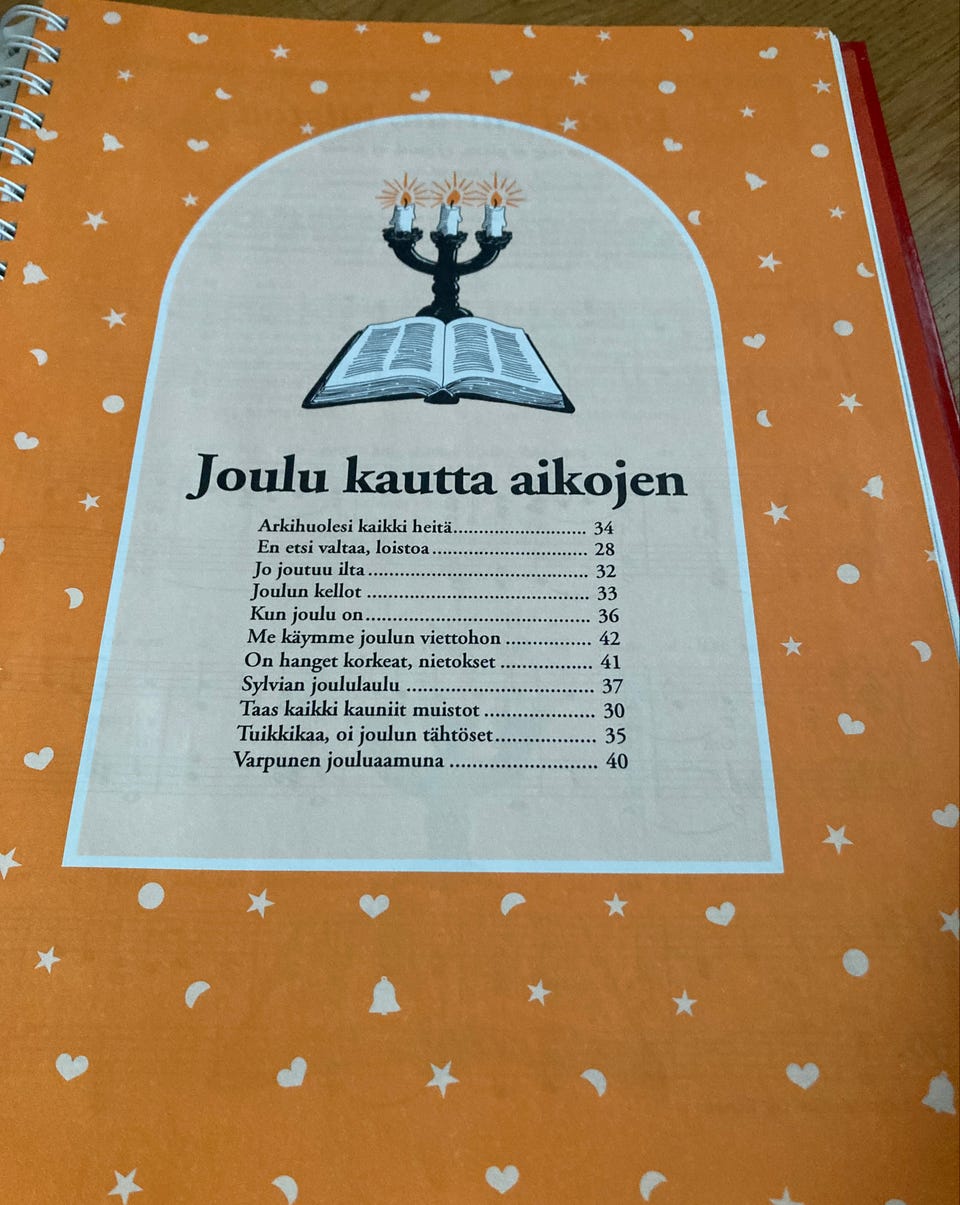 Joulu kautta aikojen
Arkihuolesi kaikki heitä.......................... 34
En etsi valtaa, loistoa.............................. 28
Jo joutuu ilta.......................................... 32
Joulun kellot .......................................... 33
Kun joulu on........................................... 36
Me käymme joulun viettohon ..................... 42
On hanget korkeat, nietokset ...................... 41
Sylvian joululaulu .................................... 37
Taas kaikki kauniit muistot ...................... 30
Tuikkikaa, oi joulun tähtöset................... 35
Varpunen jouluaamuna ............................ 40